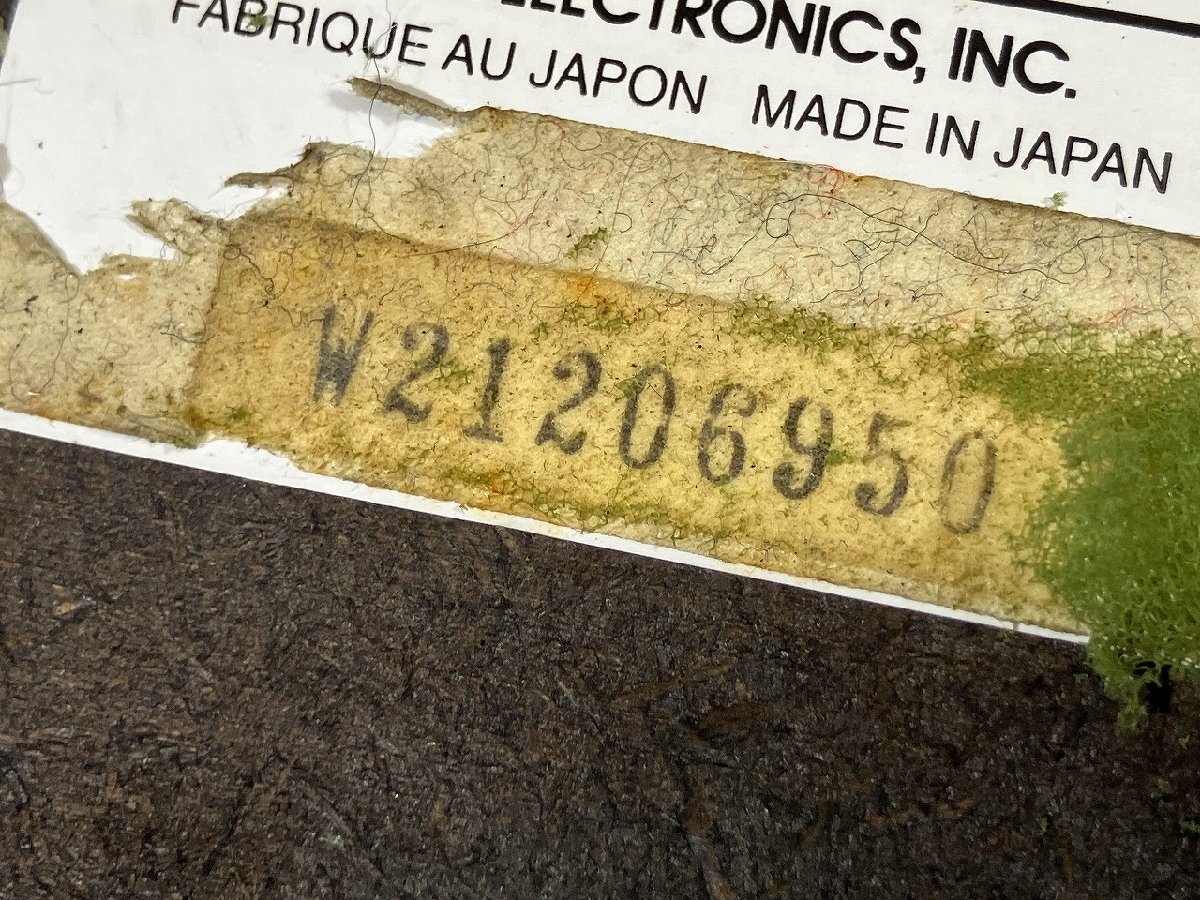 ELECTRONICS, INC.
FABRIQUE AU JAPON MADE IN JAPAN
W21206950